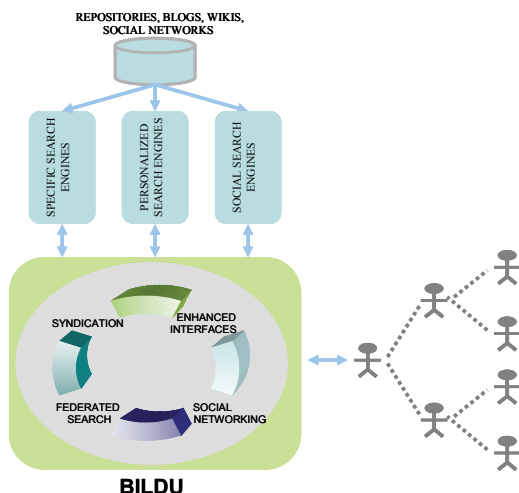 REPOSITORIES, BLOGS, WIKIS,
SOCIAL NETWORKS
SPECIFIC SEARCH
ENGINES
PERSONALIZED
SEARCH ENGINES
SOCIAL SEARCH
ENGINES
SYNDICATION
ENHANCED
INTERFACES
FEDERATED
SEARCH
SOCIAL
NETWORKING
BILDU